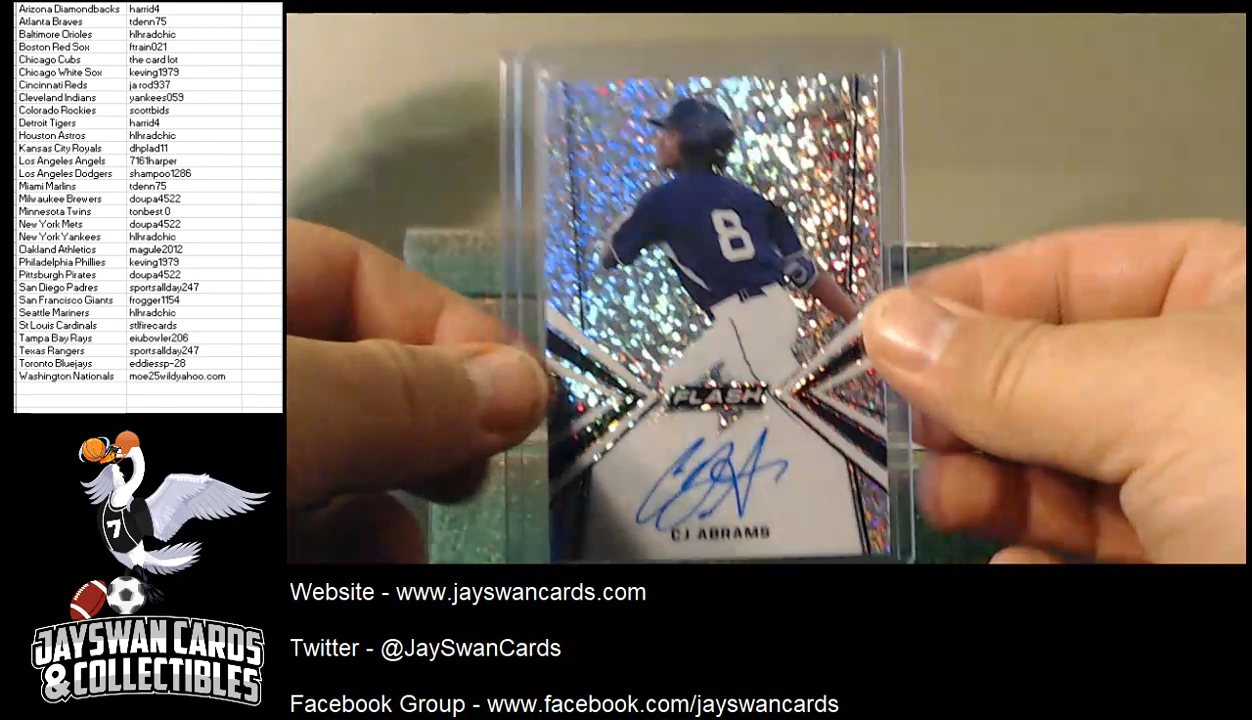 Arizona Diamondbacks harrid4
Atlanta Braves tdenn75
Baltimore Orioles hlhradchic
Boston Red Sox ftrain021
Chicago Cubs the card lot
Chicago White Sox keving1979
Cincinnati Reds ja rod937
Cleveland Indians yankees059
Colorado Rockies scottbids
Detroit Tigers harrid4
Houston Astros hlhradchic
Kansas City Royals dhplad11
Los Angeles Angels 7161harper
Los Angeles Dodgers shampoo1286
Miami Marlins tdenn75
Milwaukee Brewers doupa4522
Minnesota Twins tonbest 0
New York Mets doupa4522
New York Yankees hlhradchic
Oakland Athletics magule2012
Philadelphia Phillies keving1979
Pittsburgh Pirates doupa4522
San Diego Padres sportsallday247
San Francisco Giants frogger1154
Seattle Mariners hlhradchic
St Louis Cardinals stlfirecards
Tampa Bay Rays eiubowler206
Texas Rangers sportsallday247
Toronto Bluejays eddiessp-28
Washington Nationals moe25wildyahoo.com
8
FLASH
CJ ABRAMS
7
JAYSWAN CARDS
& COLLECTIBLES
Website - www.jayswancards.com
Twitter - @JaySwanCards
Facebook Group - www.facebook.com/jayswancards